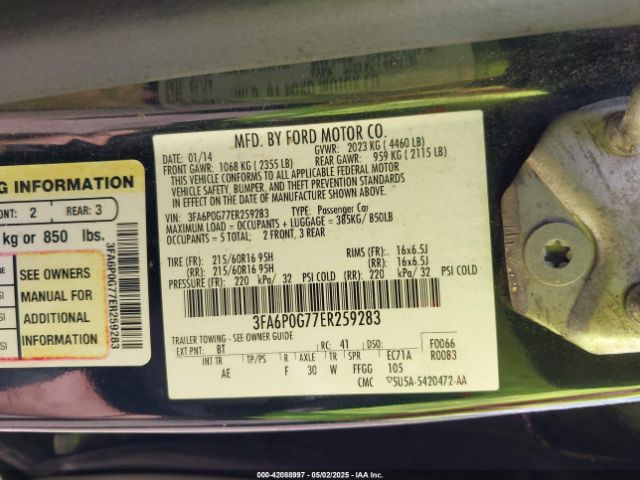 MFD. BY FORD MOTOR CO.
DATE: 01/14 GVWR: 2023 KG ( 4460 LB)
FRONT GAWR: 1068 KG ( 2355 LB) REAR GAWR: 959 KG ( 2115 LB)
THIS VEHICLE CONFORMS TO ALL APPLICABLE FEDERAL MOTOR
VEHICLE SAFETY, BUMPER, AND THEFT PREVENTION STANDARDS
IN EFFECT ON THE DATE OF MANUFACTURE SHOWN ABOVE.
VIN: 3FA6P0G77ER259283 TYPE: Passenger Car
MAXIMUM LOAD = OCCUPANTS + LUGGAGE = 385KG/ 850LB
OCCUPANTS = 5 TOTAL: 2 FRONT, 3 REAR
TIRE (FR): 215/60R16 95H RIMS (FR): 16x6.5J
(RR): 215/60R16 95H (RR): 16x6.5J
PRESSURE (FR): 220 kPa/ 32 PSI COLD (RR): 220 kPa/ 32 PSI COLD
3FA6P0G77ER259283
TRAILER TOWING - SEE OWNER GUIDE
EXT PNT: BT RC: 41 DSO: F0066
INT TR TP/PS R AXLE TR SPR EC71A R0083
AE F 30 W FFGG 105
CMC 5U5A-5420472-AA
G INFORMATION
ONT: 2 REAR: 3
kg or 850 lbs.
SEE OWNERS
MANUAL FOR
ADDITIONAL
INFORMATION
3FA6P0G77ER259283
SI
SI
SI
000-42088997 - 05/02/2025 - COPYRIGHT IAA, LLC.